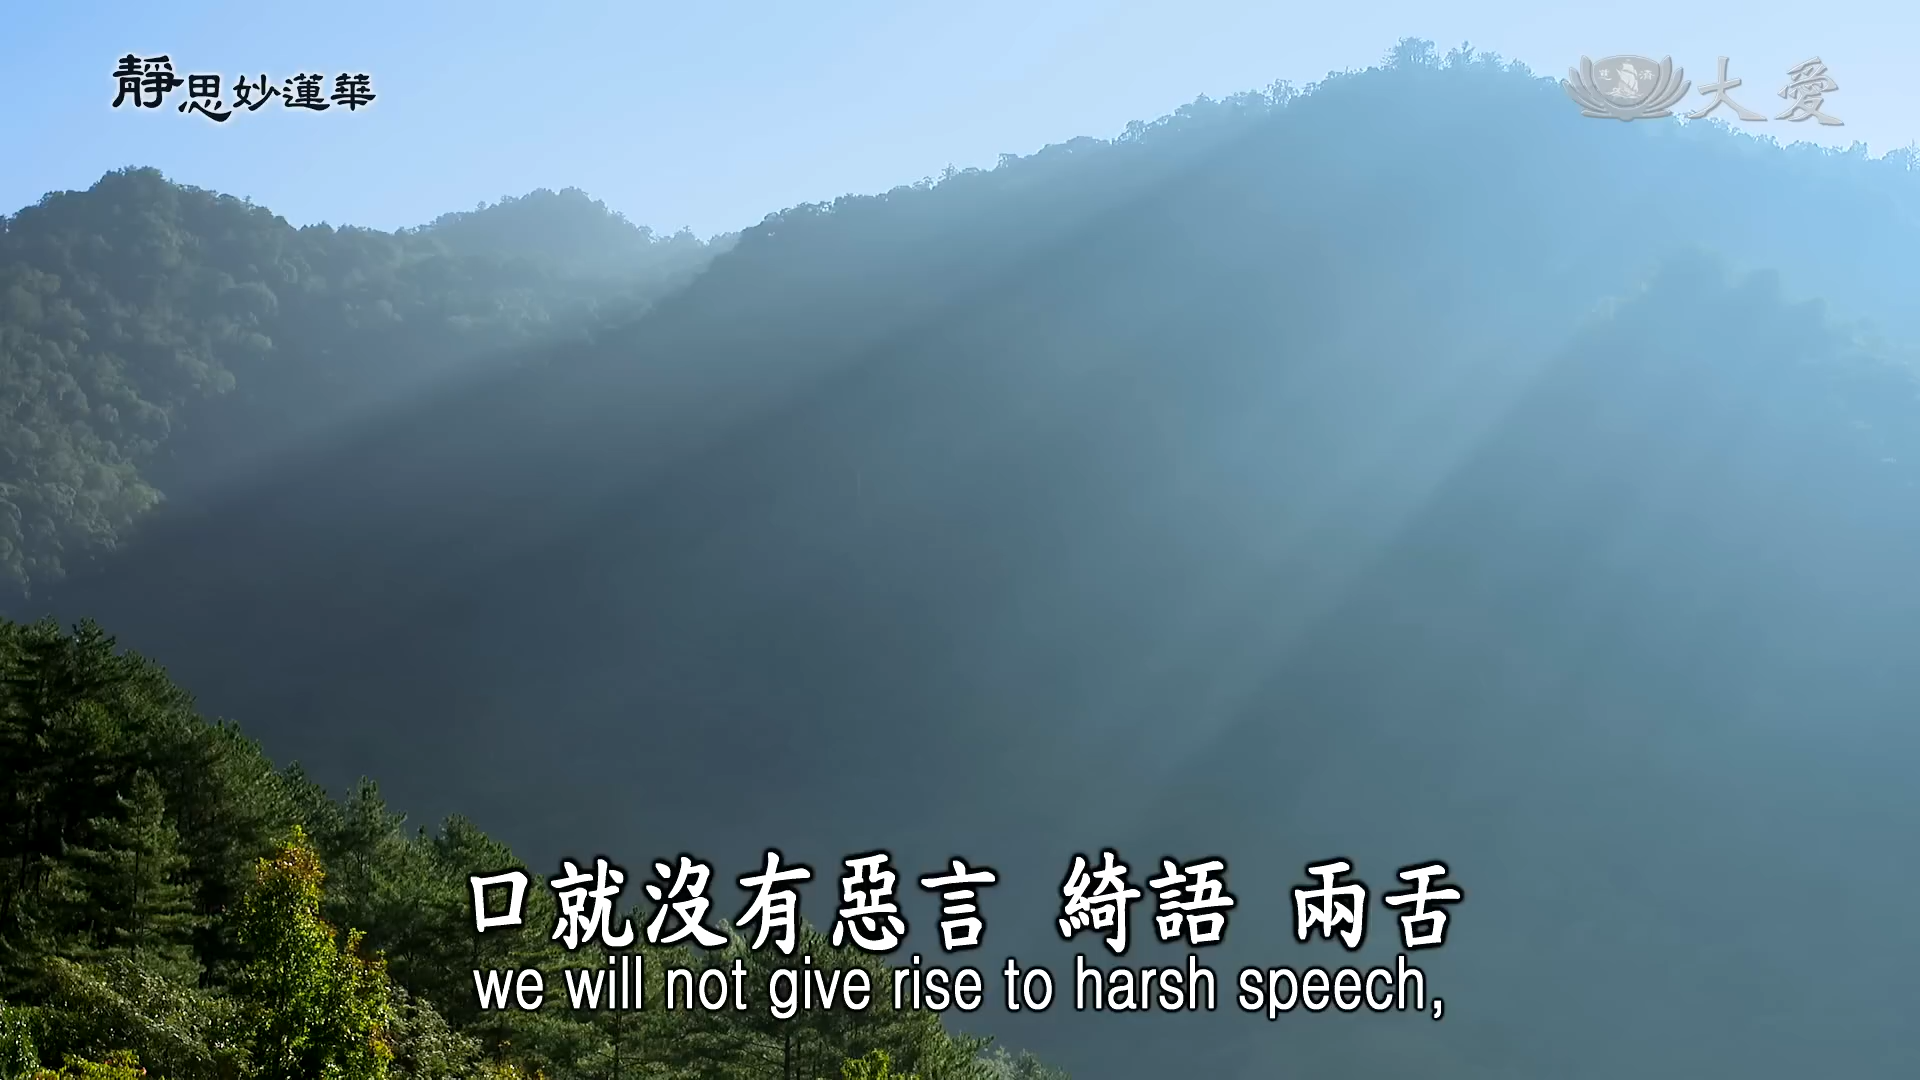 靜思妙蓮華
大愛
口就沒有惡言 綺語 兩舌
we will not give rise to harsh speech,